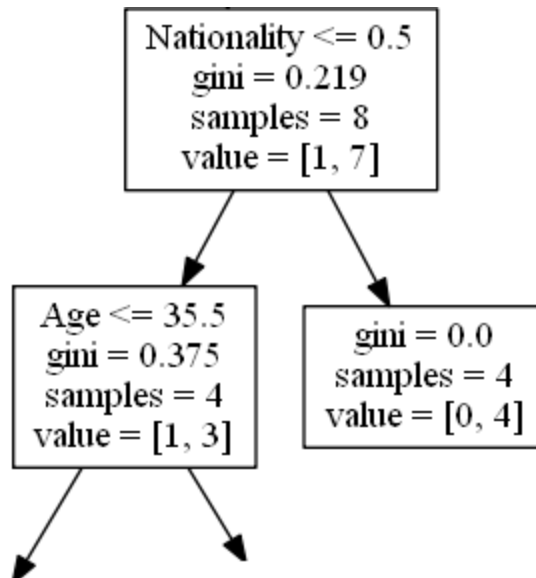 Nationality <= 0.5
gini = 0.219
samples = 8
value = [1, 7]
Age <= 35.5
gini = 0.375
samples = 4
value = [1, 3]
gini = 0.0
samples = 4
value = [0, 4]